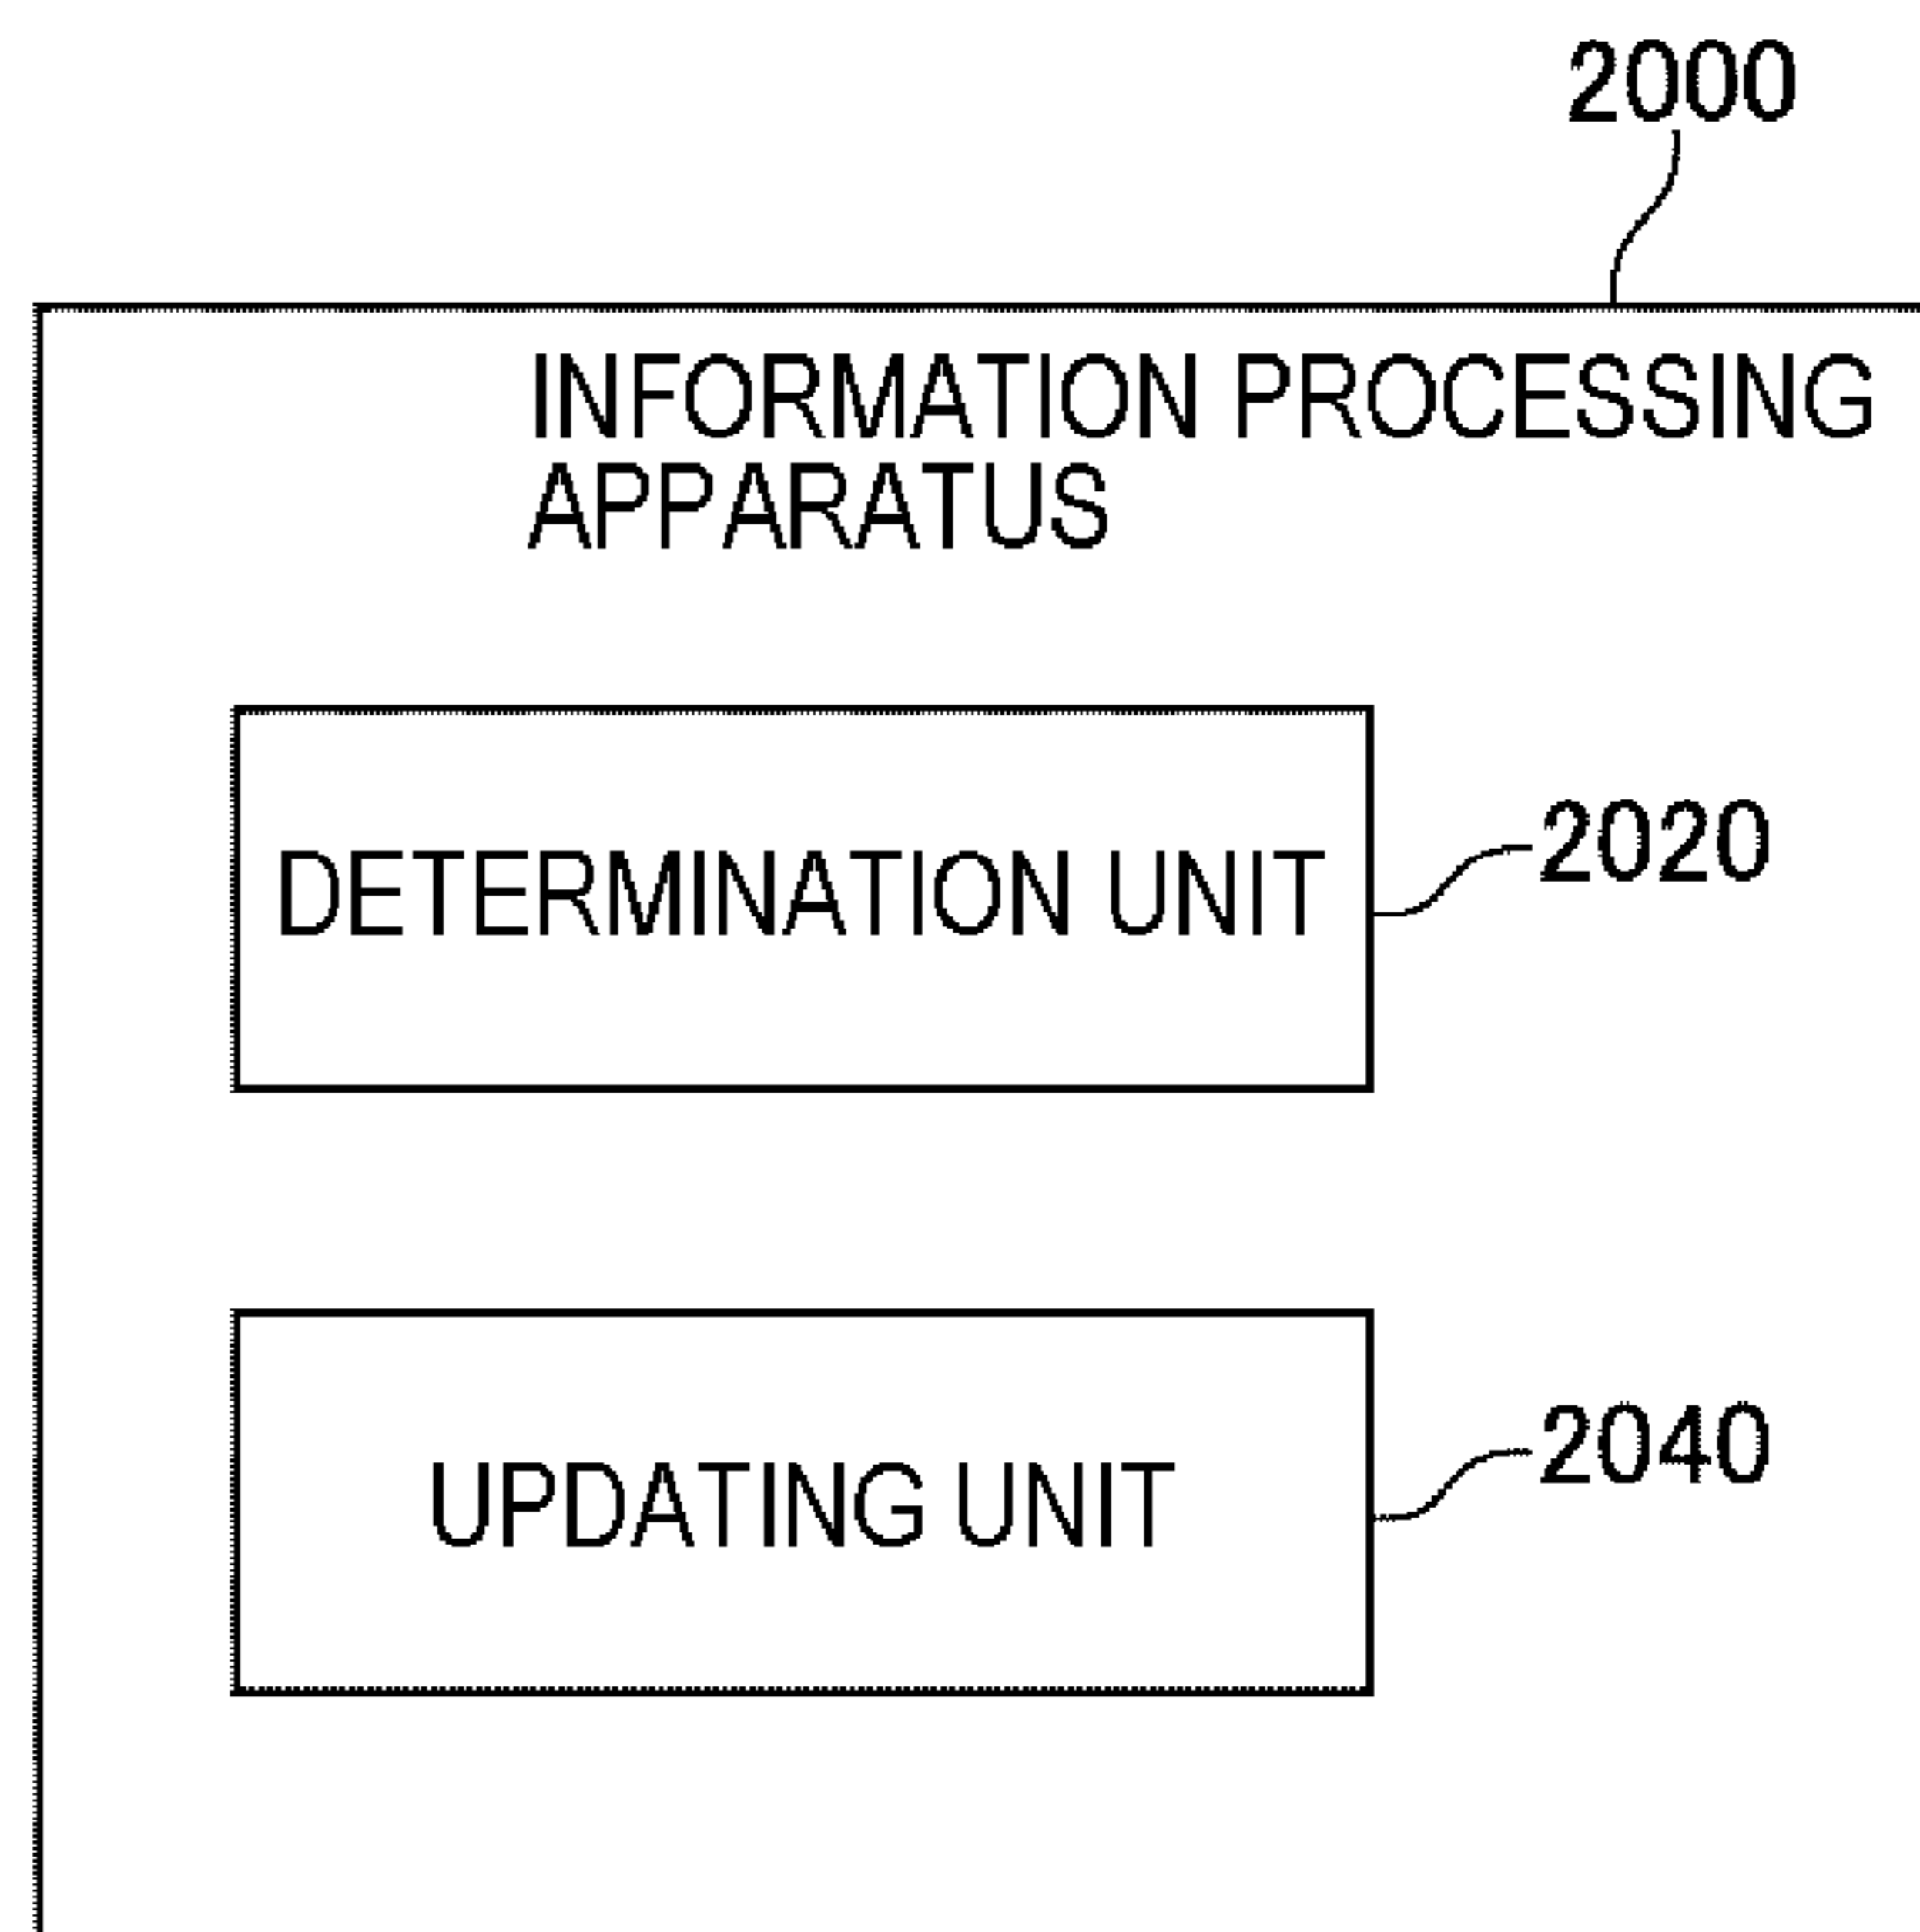 2000
INFORMATION PROCESSING
APPARATUS
DETERMINATION UNIT
2020
UPDATING UNIT
2040